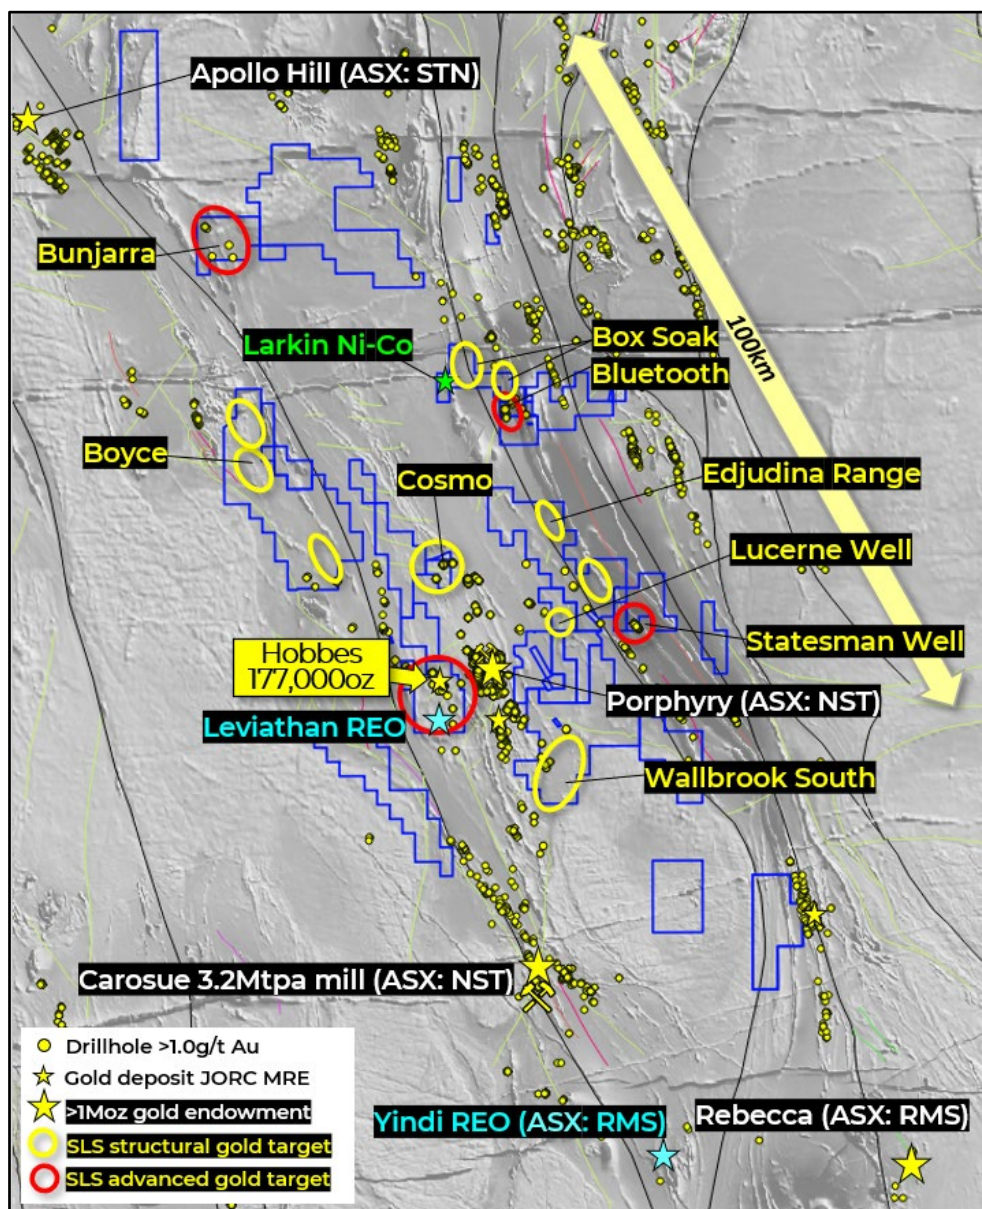 Apollo Hill (ASX: STN)
Bunjarra
100km
Larkin Ni-Co
Box Soak
Bluetooth
Boyce
Cosmo
Edjudina Range
Lucerne Well
Statesman Well
Hobbes
177,000oz
Porphyry (ASX: NST)
Leviathan REO
Wallbrook South
Carosue 3.2Mtpa mill (ASX: NST)
Drillhole >1.0g/t Au
Gold deposit JORC MRE
>1Moz gold endowment
SLS structural gold target
SLS advanced gold target
Yindi REO (ASX: RMS)
Rebecca (ASX: RMS)